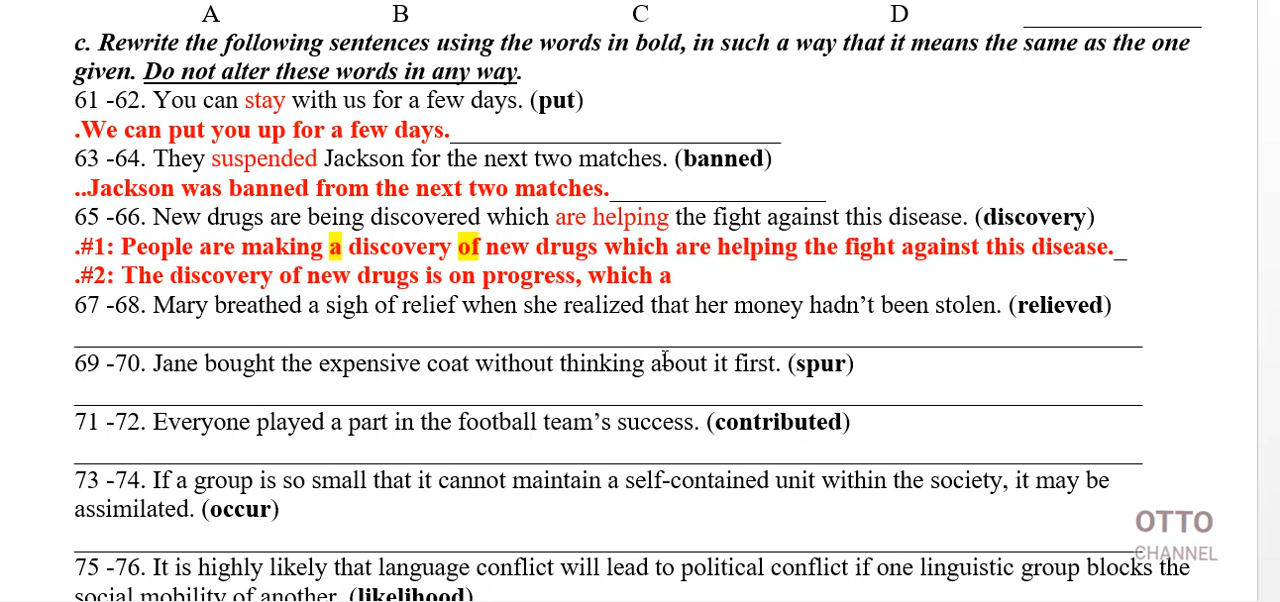 A B C D
c. Rewrite the following sentences using the words in bold, in such a way that it means the same as the one
given. Do not alter these words in any way.
61 -62. You can stay with us for a few days. (put)
.We can put you up for a few days.
63 -64. They suspended Jackson for the next two matches. (banned)
..Jackson was banned from the next two matches.
65 -66. New drugs are being discovered which are helping the fight against this disease. (discovery)
.#1: People are making a discovery of new drugs which are helping the fight against this disease.
.#2: The discovery of new drugs is on progress, which a
67 -68. Mary breathed a sigh of relief when she realized that her money hadn’t been stolen. (relieved)
69 -70. Jane bought the expensive coat without thinking about it first. (spur)
71 -72. Everyone played a part in the football team’s success. (contributed)
73 -74. If a group is so small that it cannot maintain a self-contained unit within the society, it may be
assimilated. (occur)
OTTO
CHANNEL
75 -76. It is highly likely that language conflict will lead to political conflict if one linguistic group blocks the
social mobility of another. (likelihood)